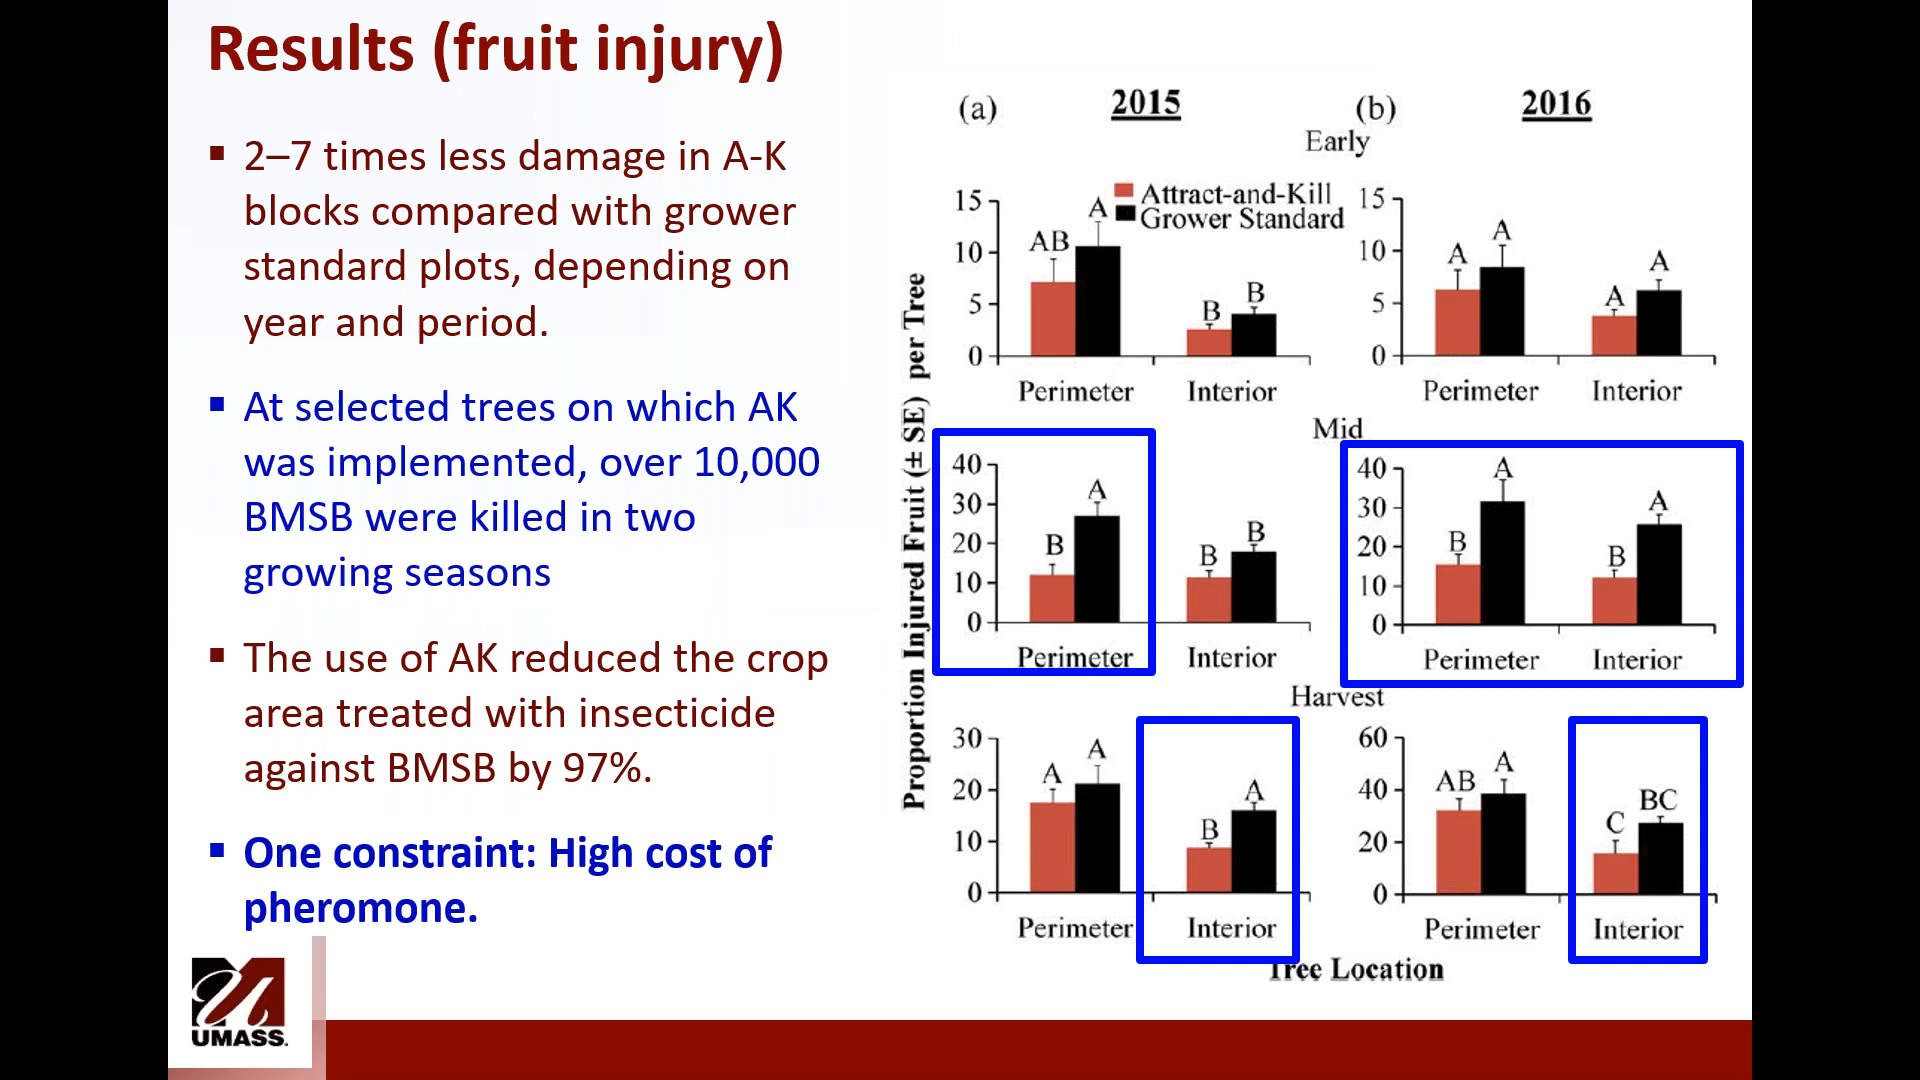 Results (fruit injury)
2–7 times less damage in A-K
blocks compared with grower
standard plots, depending on
year and period.
At selected trees on which AK
was implemented, over 10,000
BMSB were killed in two
growing seasons
The use of AK reduced the crop
area treated with insecticide
against BMSB by 97%.
One constraint: High cost of
pheromone.
UMASS.
(a) 2015 (b) 2016
Early
Attract-and-Kill
Grower Standard
Proportion Injured Fruit (± SE) per Tree
15
10
5
0
AB A B B
Perimeter Interior
15
10
5
0
A A A A
Perimeter Interior
Mid
40
30
20
10
0
B A B B
Perimeter Interior
40
30
20
10
0
B A B A
Perimeter Interior
Harvest
30
20
10
0
A A B A
Perimeter Interior
60
40
20
0
AB A C BC
Perimeter Interior
Tree Location